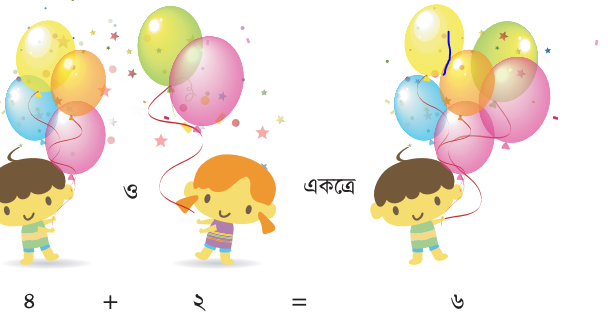 ও একত্রে
৪ + ২ = ৬